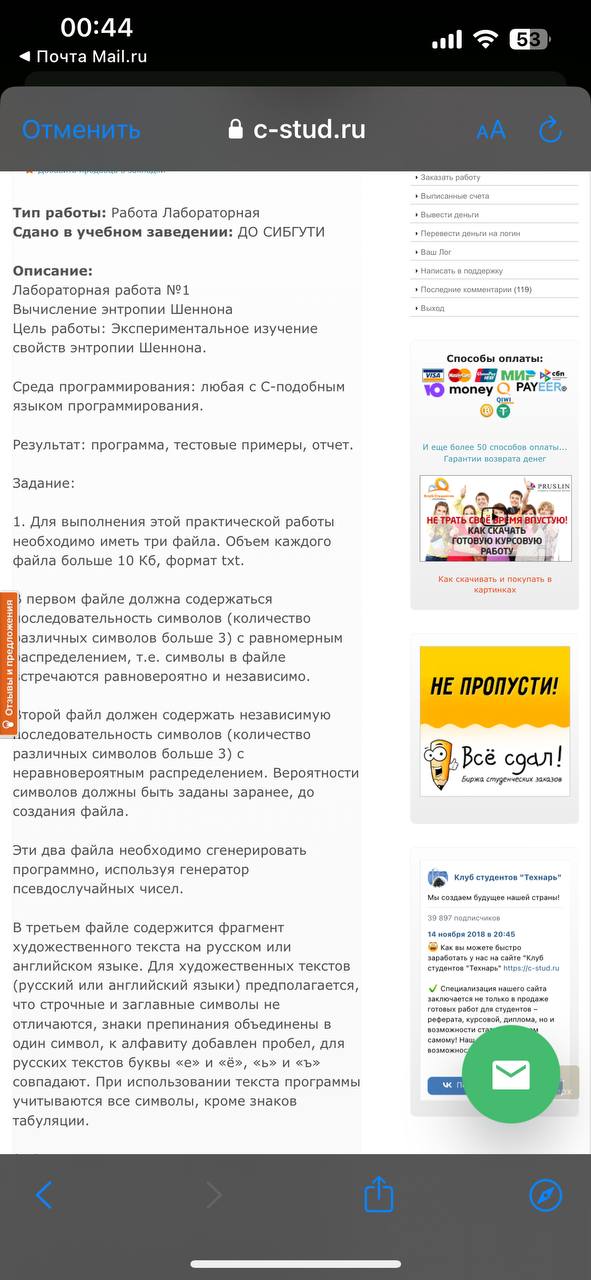 00:44
53
◀ Почта Mail.ru
Отменить
c-stud.ru
AA
Тип работы: Работа Лабораторная
Сдано в учебном заведении: ДО СИБГУТИ
Описание:
Лабораторная работа №1
Вычисление энтропии Шеннона
Цель работы: Экспериментальное изучение
свойств энтропии Шеннона.
Среда программирования: любая с C-подобным
языком программирования.
Результат: программа, тестовые примеры, отчет.
Задание:
1. Для выполнения этой практической работы
необходимо иметь три файла. Объем каждого
файла больше 10 Кб, формат txt.
В первом файле должна содержаться
последовательность символов (количество
различных символов больше 3) с равномерным
распределением, т.е. символы в файле
встречаются равновероятно и независимо.
Второй файл должен содержать независимую
последовательность символов (количество
различных символов больше 3) с
неравновероятным распределением. Вероятности
символов должны быть заданы заранее, до
создания файла.
Эти два файла необходимо сгенерировать
программно, используя генератор
псевдослучайных чисел.
В третьем файле содержится фрагмент
художественного текста на русском или
английском языке. Для художественных текстов
(русский или английский языки) предполагается,
что строчные и заглавные символы не
отличаются, знаки препинания объединены в
один символ, к алфавиту добавлен пробел, для
русских текстов буквы «е» и «ё», «ь» и «ъ»
совпадают. При использовании текста программы
учитываются все символы, кроме знаков
табуляции.
Отзывы и предложения
Заказать работу
Выписанные счета
Вывести деньги
Перевести деньги на логин
Ваш Лог
Написать в поддержку
Последние комментарии (119)
Выход
Способы оплаты:
VISA
МИР
сбп
money
PAYEER
QIWI
И еще более 50 способов оплаты...
Гарантии возврата денег
PRUSLIN
НЕ ТРАТЬ СВОЁ ВРЕМЯ ВПУСТУЮ!
КАК СКАЧАТЬ
ГОТОВУЮ КУРСОВУЮ
РАБОТУ
Как скачивать и покупать в
картинках
НЕ ПРОПУСТИ!
Всё сдал!
Биржа студенческих заказов
Клуб студентов "Технарь"
Мы создаем будущее нашей страны!
39 897 подписчиков
14 ноября 2018 в 20:45
Как вы можете быстро
заработать у нас на сайте "Клуб
студентов "Технарь" https://c-stud.ru
Специализация нашего сайта
заключается не только в продаже
готовых работ для студентов –
реферата, курсовой, диплома, но и
возможности
самому! Наш